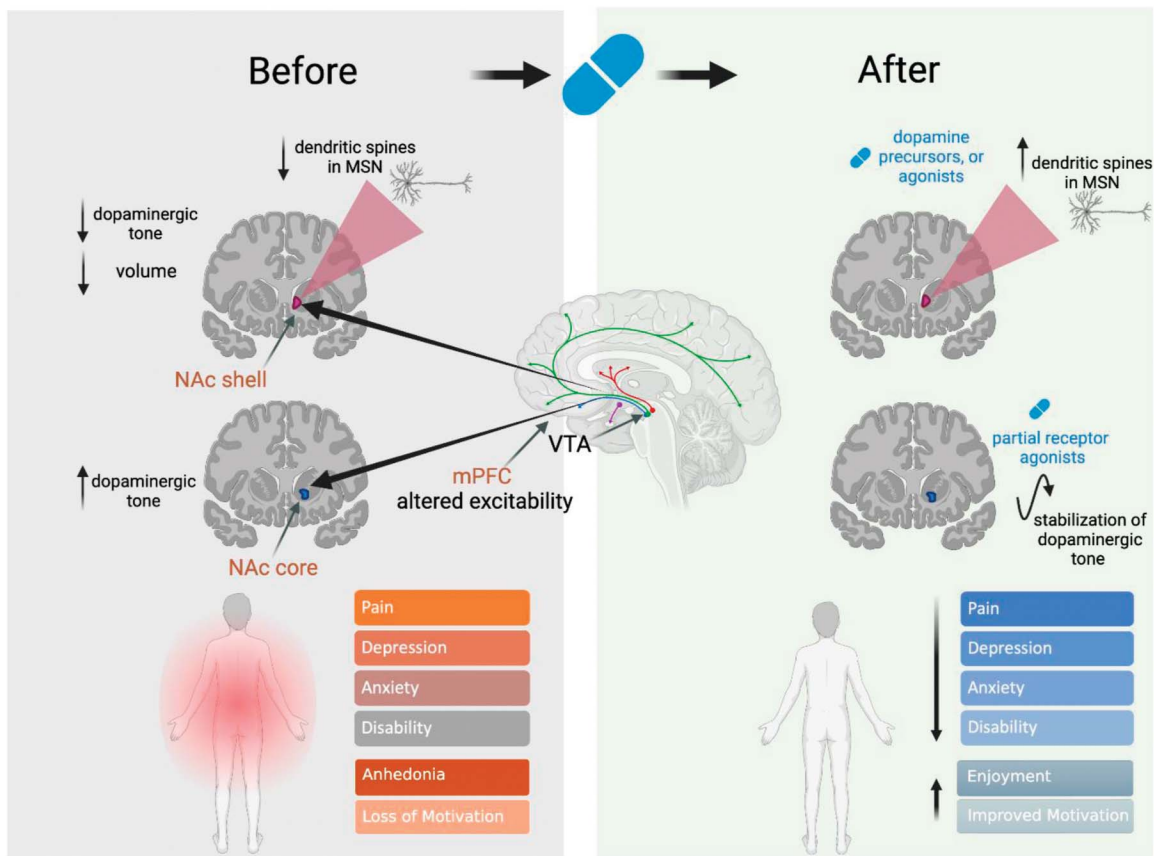 Before
After
dendritic spines
in MSN
dopaminergic
tone
volume
NAc shell
dopaminergic
tone
NAc core
VTA
mPFC
altered excitability
dopamine
precursors, or
agonists
dendritic spines
in MSN
partial receptor
agonists
stabilization of
dopaminergic
tone
Pain
Depression
Anxiety
Disability
Anhedonia
Loss of Motivation
Pain
Depression
Anxiety
Disability
Enjoyment
Improved Motivation